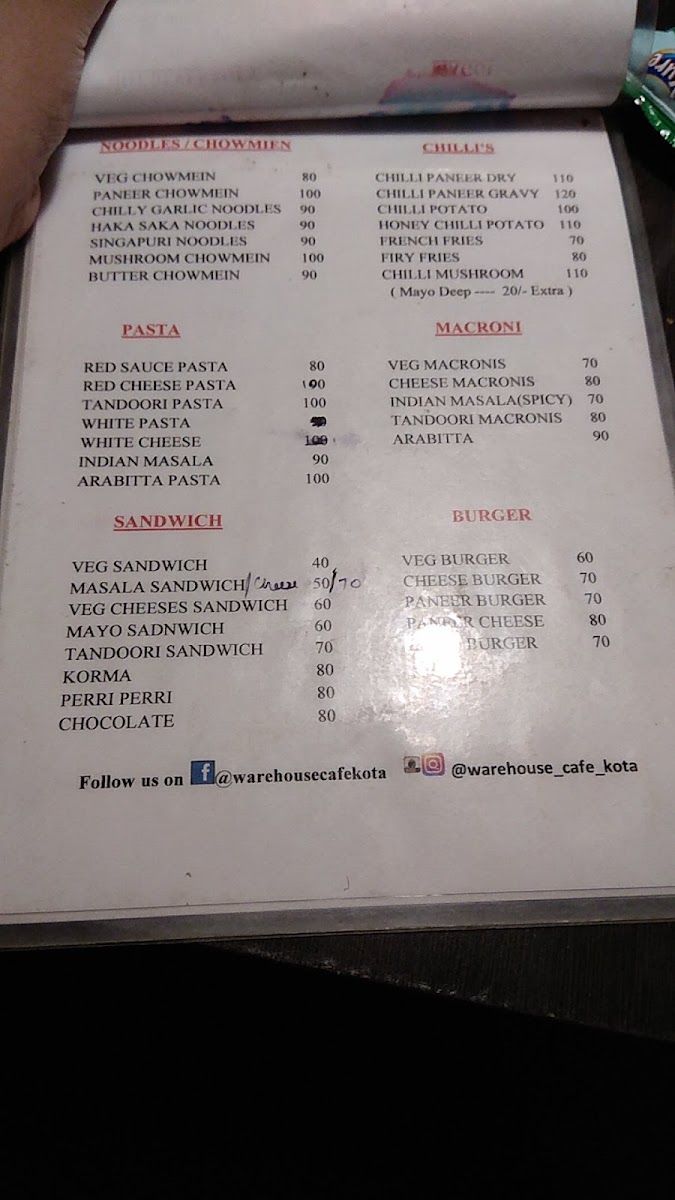 NOODLES / CHOWMIEN
VEG CHOWMEIN 80
PANEER CHOWMEIN 100
CHILLY GARLIC NOODLES 90
HAKA SAKA NOODLES 90
SINGAPURI NOODLES 90
MUSHROOM CHOWMEIN 100
BUTTER CHOWMEIN 90
CHILLI'S
CHILLI PANEER DRY 110
CHILLI PANEER GRAVY 120
CHILLI POTATO 100
HONEY CHILLI POTATO 110
FRENCH FRIES 70
FIRY FRIES 80
CHILLI MUSHROOM 110
( Mayo Deep ---- 20/- Extra )
PASTA
RED SAUCE PASTA 80
RED CHEESE PASTA 100
TANDOORI PASTA 100
WHITE PASTA
WHITE CHEESE 100
INDIAN MASALA 90
ARABITTA PASTA 100
MACRONI
VEG MACRONIS 70
CHEESE MACRONIS 80
INDIAN MASALA(SPICY) 70
TANDOORI MACRONIS 80
ARABITTA 90
SANDWICH
VEG SANDWICH 40
MASALA SANDWICH/Cheese 50/70
VEG CHEESES SANDWICH 60
MAYO SADNWICH 60
TANDOORI SANDWICH 70
KORMA 80
PERRI PERRI 80
CHOCOLATE 80
BURGER
VEG BURGER 60
CHEESE BURGER 70
PANEER BURGER 70
PANEER CHEESE 80
BURGER 70
Follow us on f @warehousecafekota @warehouse_cafe_kota